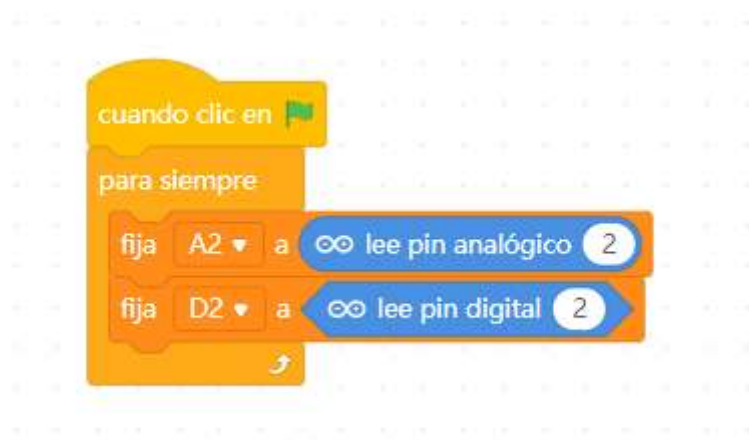 cuando clic en
para siempre
fija A2 a lee pin analógico 2
fija D2 a lee pin digital 2